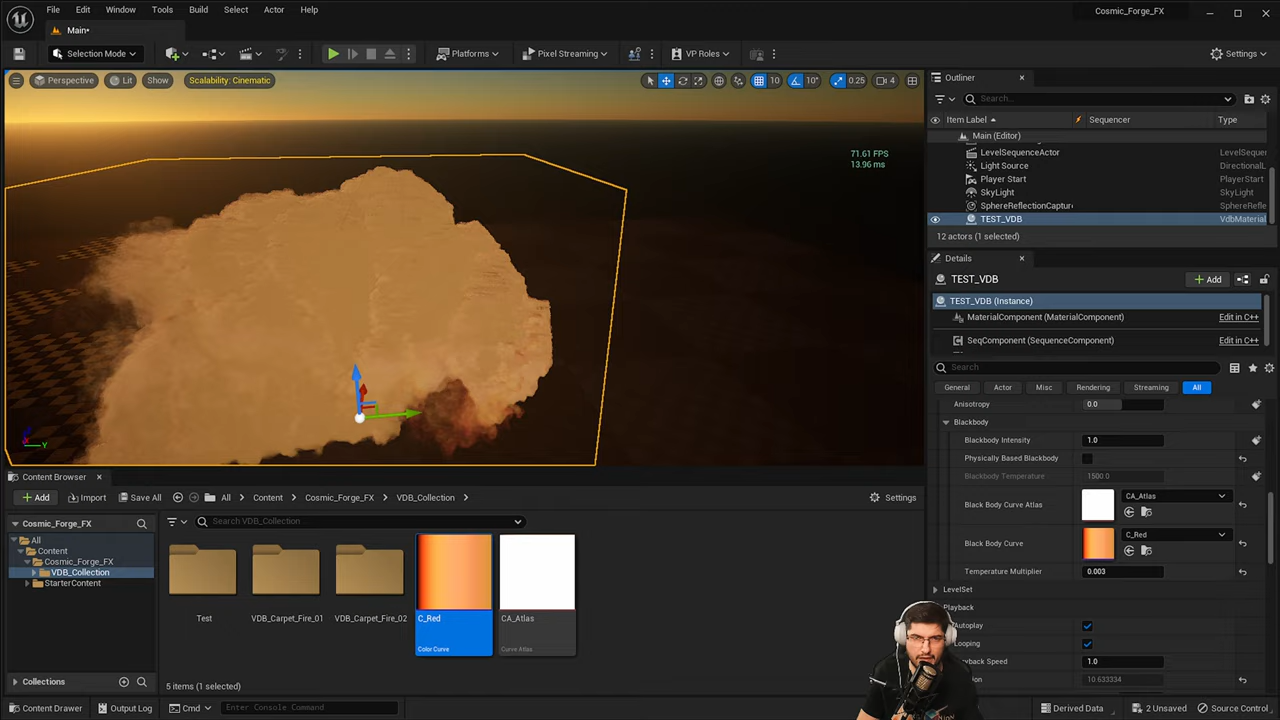 File Edit Window Tools Build Select Actor Help
Cosmic_Forge_FX
Main•
Selection Mode
Platforms
Pixel Streaming
VP Roles
Settings
Perspective
Lit
Show
Scalability: Cinematic
10
10°
0.25
4
71.61 FPS
13.96 ms
Outliner
Search...
Item Label
Sequencer
Type
Main (Editor)
LevelSequenceActor LevelSequen
Light Source DirectionalL
Player Start PlayerStart
SkyLight SkyLight
SphereReflectionCapture SphereRefle
TEST_VDB VdbMaterial
12 actors (1 selected)
Details
TEST_VDB
Add
TEST_VDB (Instance)
MaterialComponent (MaterialComponent) Edit in C++
SeqComponent (SequenceComponent) Edit in C++
Search
General Actor Misc Rendering Streaming All
Anisotropy 0.0
Blackbody
Blackbody Intensity 1.0
Physically Based Blackbody
Blackbody Temperature 1500.0
Black Body Curve Atlas CA_Atlas
Black Body Curve C_Red
Temperature Multiplier 0.003
LevelSet
Playback
Autoplay
Looping
yback Speed 1.0
10.633334
Content Browser
Add
Import
Save All
All
Content
Cosmic_Forge_FX
VDB_Collection
Settings
Cosmic_Forge_FX
Search VDB_Collection
All
Content
Cosmic_Forge_FX
VDB_Collection
StarterContent
Test
VDB_Carpet_Fire_01
VDB_Carpet_Fire_02
C_Red
Color Curve
CA_Atlas
Curve Atlas
Collections
5 items (1 selected)
Content Drawer
Output Log
Cmd
Enter Console Command
Derived Data
2 Unsaved
Source Control